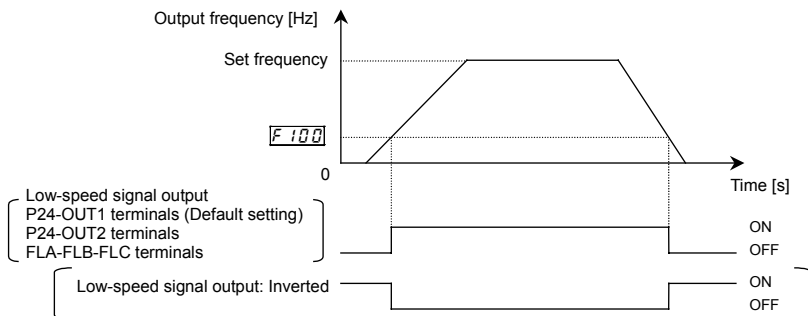 Output frequency [Hz]
Set frequency
F100
0
Time [s]
Low-speed signal output
P24-OUT1 terminals (Default setting)
P24-OUT2 terminals
FLA-FLB-FLC terminals
ON
OFF
Low-speed signal output: Inverted
ON
OFF